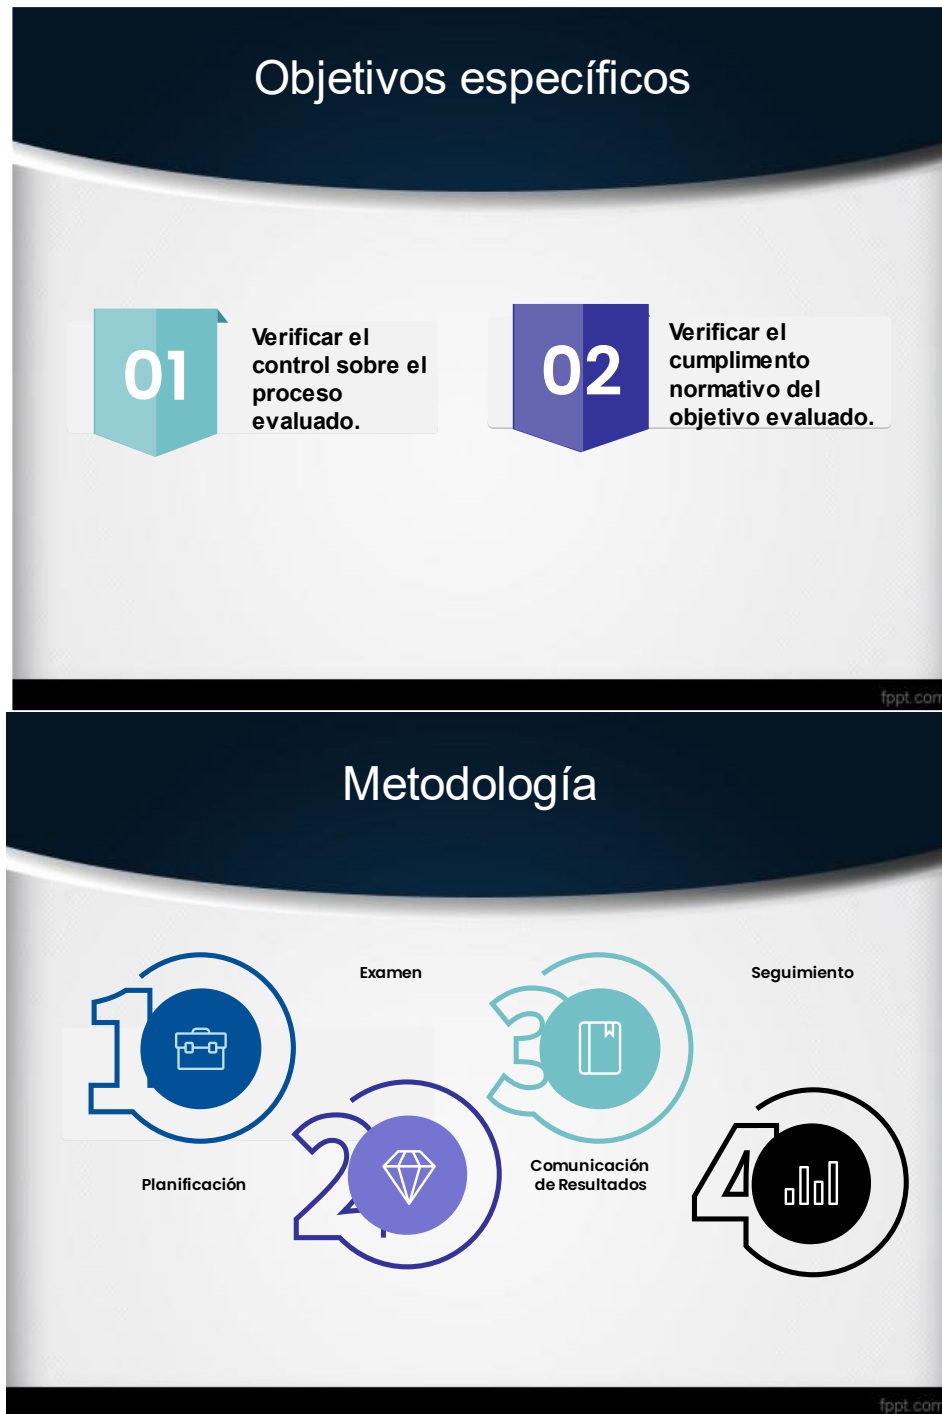 Objetivos específicos
01
Verificar el
control sobre el
proceso
evaluado.
02
Verificar el
cumplimento
normativo del
objetivo evaluado.
fppt.com
Metodología
1
Planificación
Examen
2
3
Comunicación
de Resultados
Seguimiento
4
fppt.com